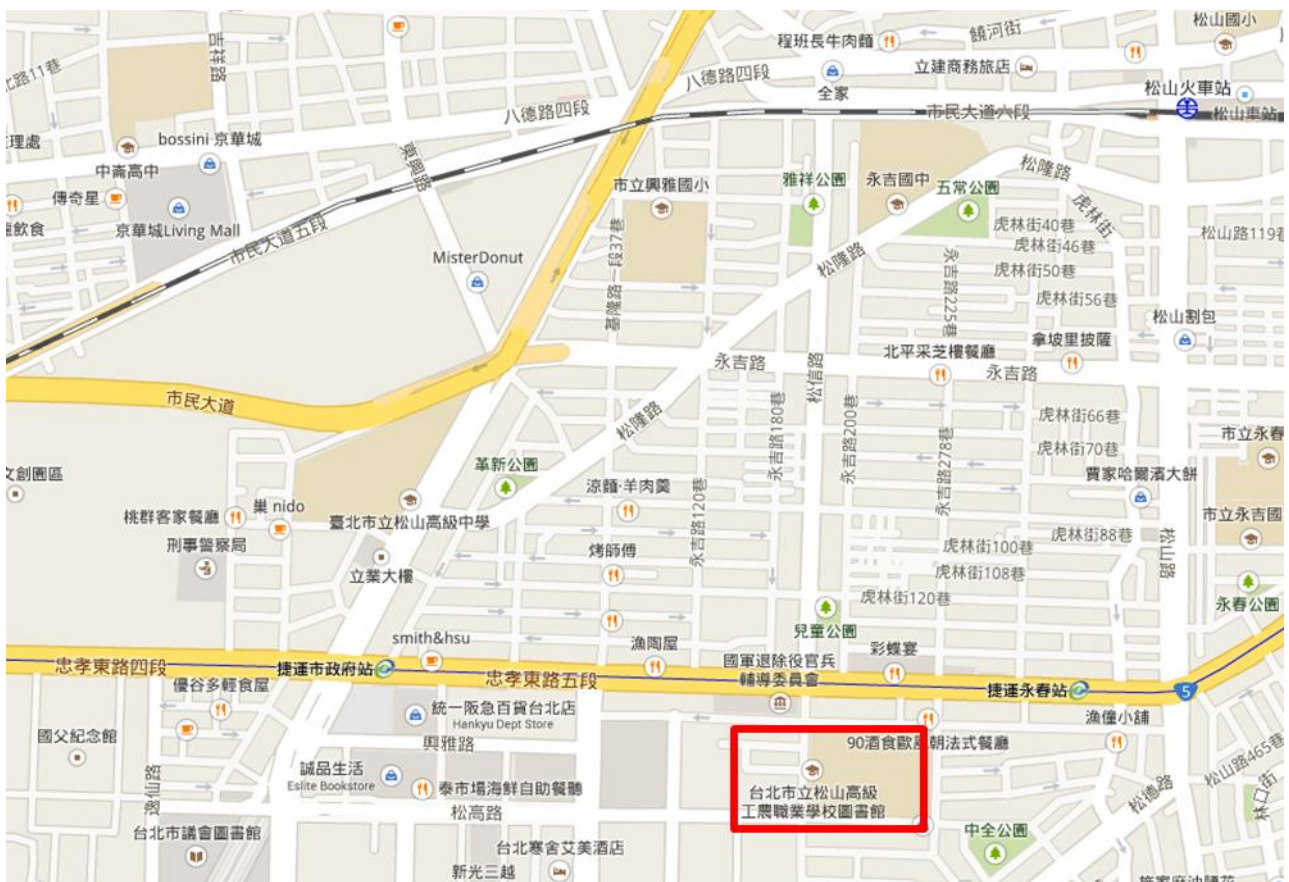 松山國小
饒河街
程班長牛肉麵
吉祥路
立建商務旅店
八德路四段
全家
松山火車站
北路11巷
八德路四段
市民大道六段
松山車站
理處
bossini 京華城
中崙高中
東興路
松隆路
傳奇星
市立興雅國小
雅祥公園
永吉國中
五常公園
虎林街
飲食
京華城Living Mall
虎林街40巷
松山路119巷
市民大道五段
基隆路一段37巷
虎林街46巷
MisterDonut
松隆路
永吉路225巷
虎林街50巷
虎林街56巷
松山割包
北平采芝樓餐廳
拿坡里披薩
永吉路
松信路
永吉路
市民大道
松隆路
永吉路180巷
永吉路200巷
虎林街66巷
市立永春
永吉路278巷
虎林街70巷
文創園區
革新公園
涼麵·羊肉羹
賈家哈爾濱大餅
桃群客家餐廳
巢 nido
臺北市立松山高級中學
永吉路120巷
市立永吉國
刑事警察局
烤師傅
虎林街100巷
虎林街88巷
松山路
立業大樓
虎林街108巷
虎林街120巷
永春公園
兒童公園
smith&hsu
漁陶屋
彩蝶宴
忠孝東路四段
捷運市政府站
忠孝東路五段
國軍退除役官兵
輔導委員會
捷運永春站
5
優谷多輕食屋
統一阪急百貨台北店
Hankyu Dept Store
漁僮小舖
國父紀念館
興雅路
90酒食歐風朝法式餐廳
松山路465巷
逸仙路
誠品生活
Eslite Bookstore
泰市場海鮮自助餐聽
台北市立松山高級
工農職業學校圖書館
松德路
林口街
松高路
台北市議會圖書館
中全公園
台北寒舍艾美酒店
新光三越